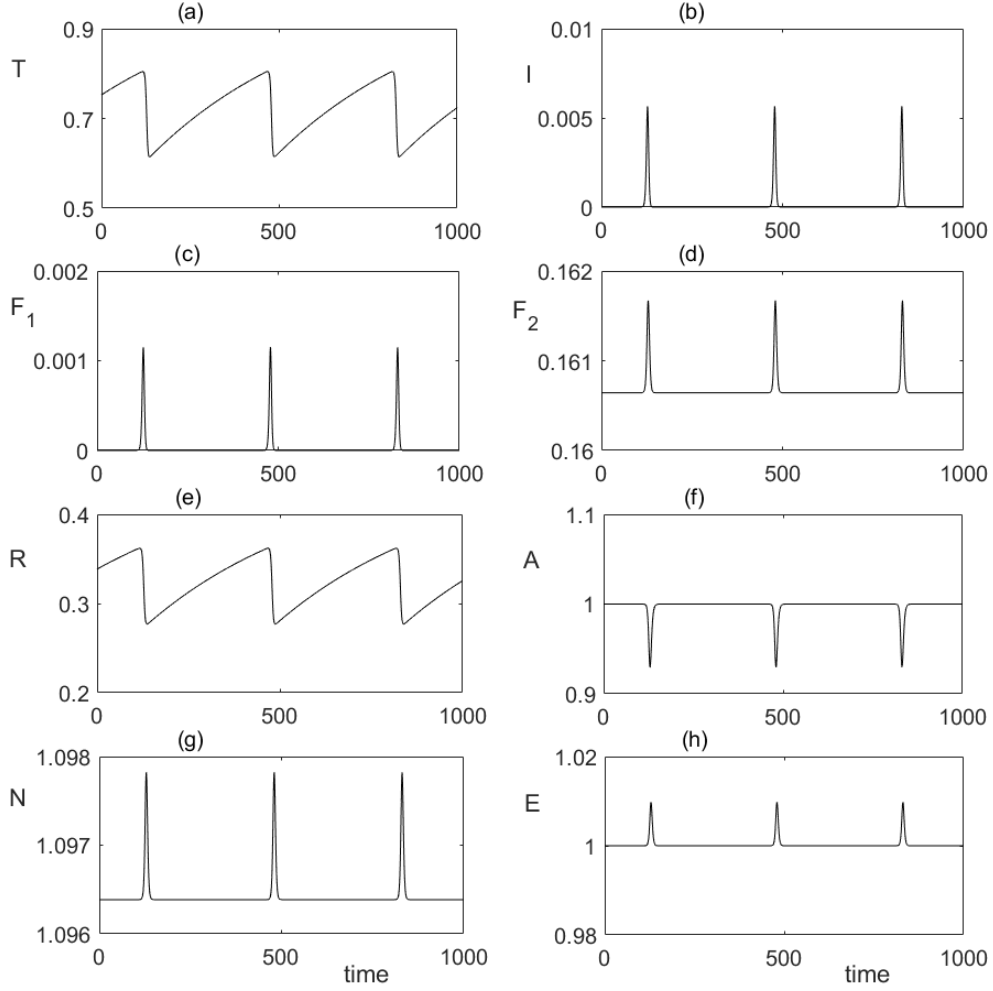 (a) (b)
0.9 0.01
T I
0.7 0.005
0.5 0
0 500 1000 0 500 1000
(c) (d)
0.002 0.162
F1 F2
0.001 0.161
0 0.16
0 500 1000 0 500 1000
(e) (f)
0.4 1.1
R A
0.3 1
0.2 0.9
0 500 1000 0 500 1000
(g) (h)
1.098 1.02
N E
1.097 1
1.096 0.98
0 500 1000 0 500 1000
time time